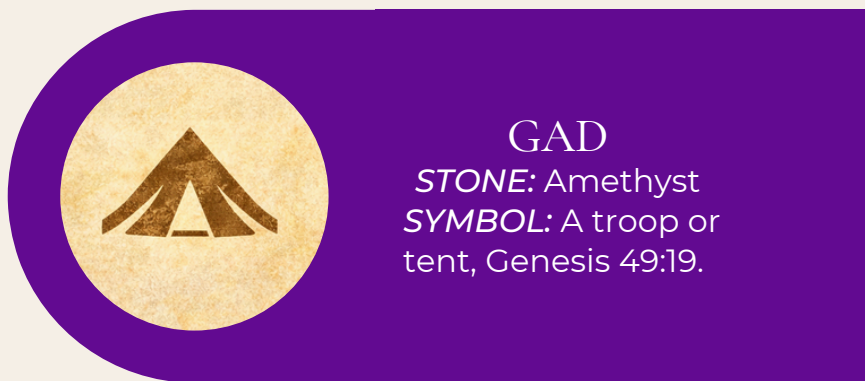 GAD
STONE: Amethyst
SYMBOL: A troop or
tent, Genesis 49:19.